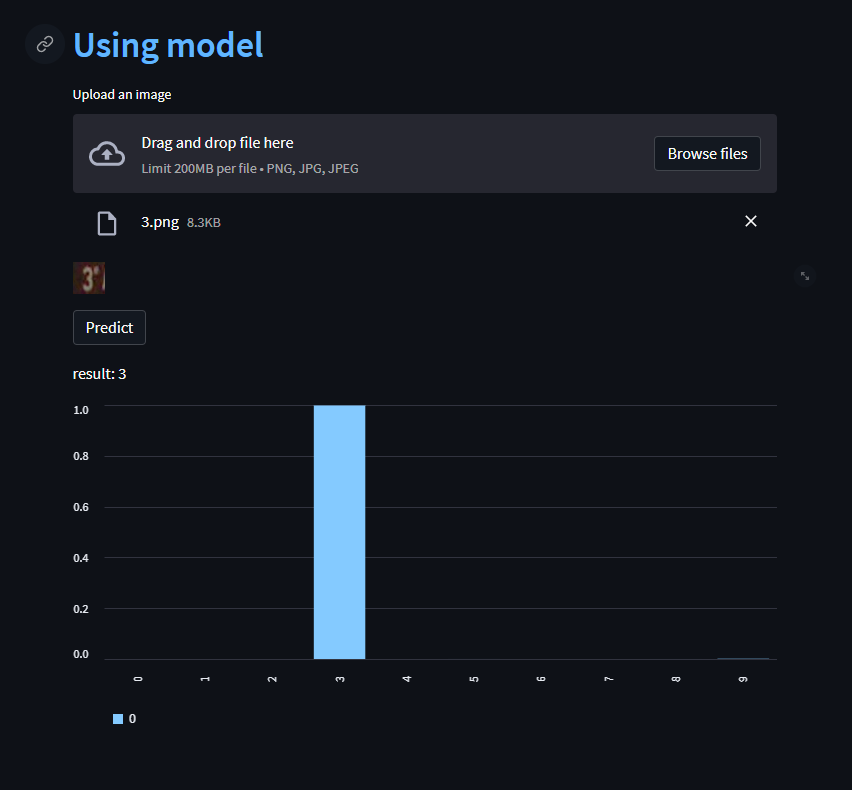 Using model
Upload an image
Drag and drop file here
Limit 200MB per file • PNG, JPG, JPEG
Browse files
3.png 8.3KB
3
Predict
result: 3
1.0
0.8
0.6
0.4
0.2
0.0
0 1 2 3 4 5 6 7 8 9
0